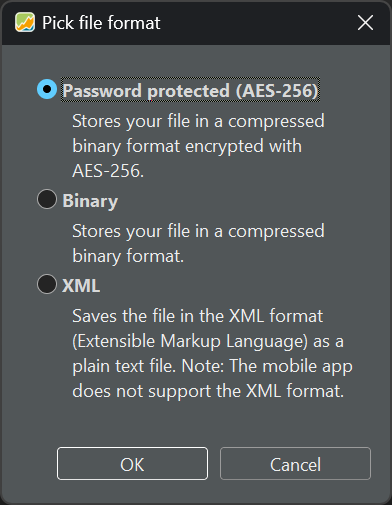 Pick file format
Password protected (AES-256)
Stores your file in a compressed
binary format encrypted with
AES-256.
Binary
Stores your file in a compressed
binary format.
XML
Saves the file in the XML format
(Extensible Markup Language) as a
plain text file. Note: The mobile app
does not support the XML format.
OK
Cancel